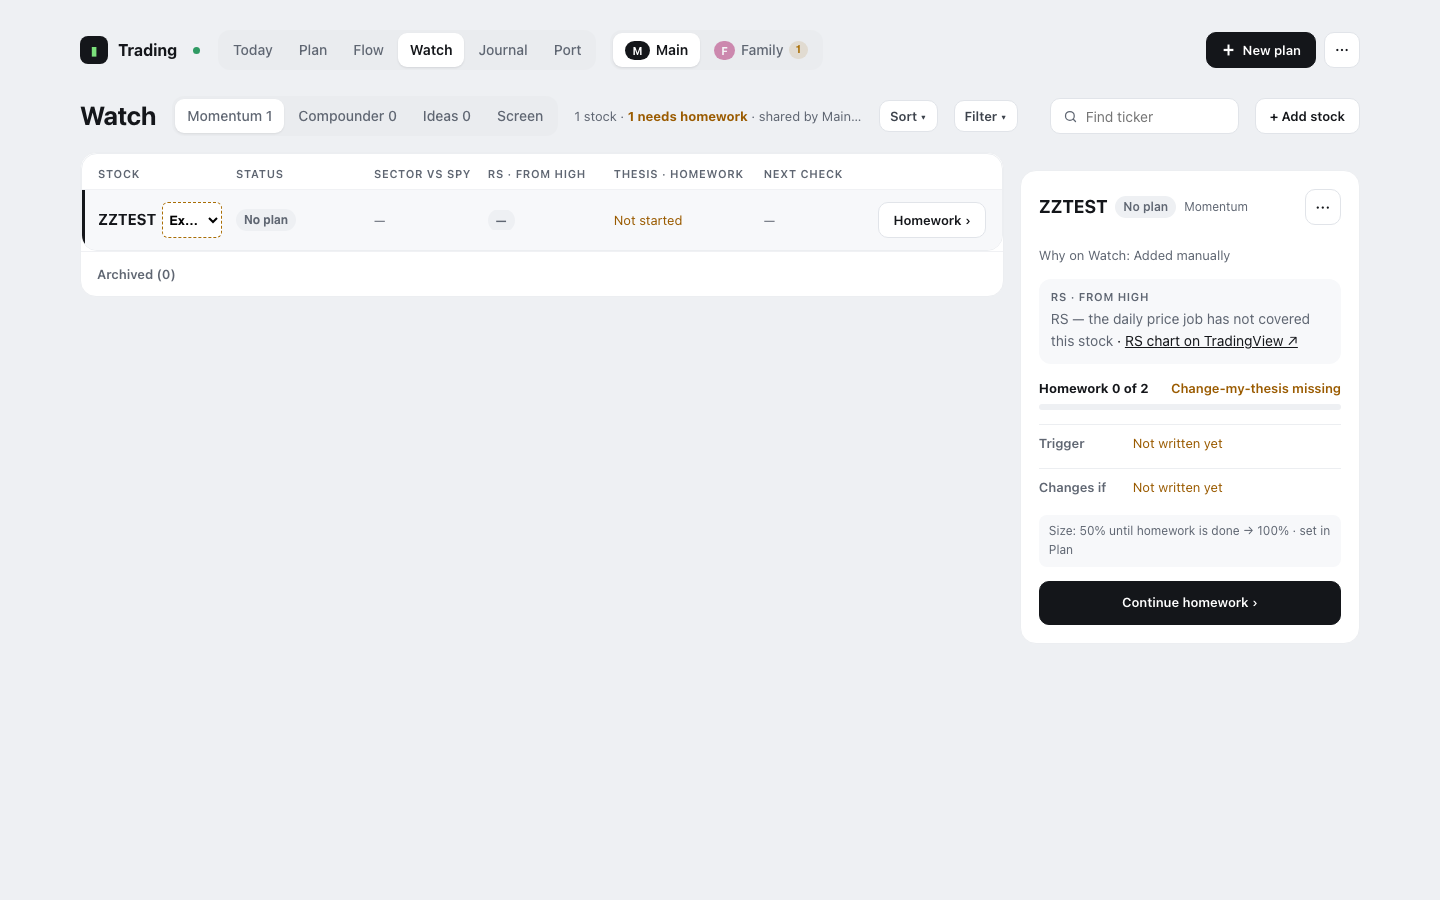 Trading
Today Plan Flow Watch Journal Port
M Main F Family 1
+ New plan
···
Watch
Momentum 1 Compounder 0 Ideas 0 Screen
1 stock · 1 needs homework · shared by Main...
Sort ▾ Filter ▾
Find ticker
+ Add stock
STOCK STATUS SECTOR VS SPY RS · FROM HIGH THESIS · HOMEWORK NEXT CHECK
ZZTEST Ex... No plan — — Not started — Homework ›
Archived (0)
ZZTEST No plan Momentum ···
Why on Watch: Added manually
RS · FROM HIGH
RS — the daily price job has not covered
this stock · RS chart on TradingView ↗
Homework 0 of 2 Change-my-thesis missing
Trigger Not written yet
Changes if Not written yet
Size: 50% until homework is done → 100% · set in
Plan
Continue homework ›